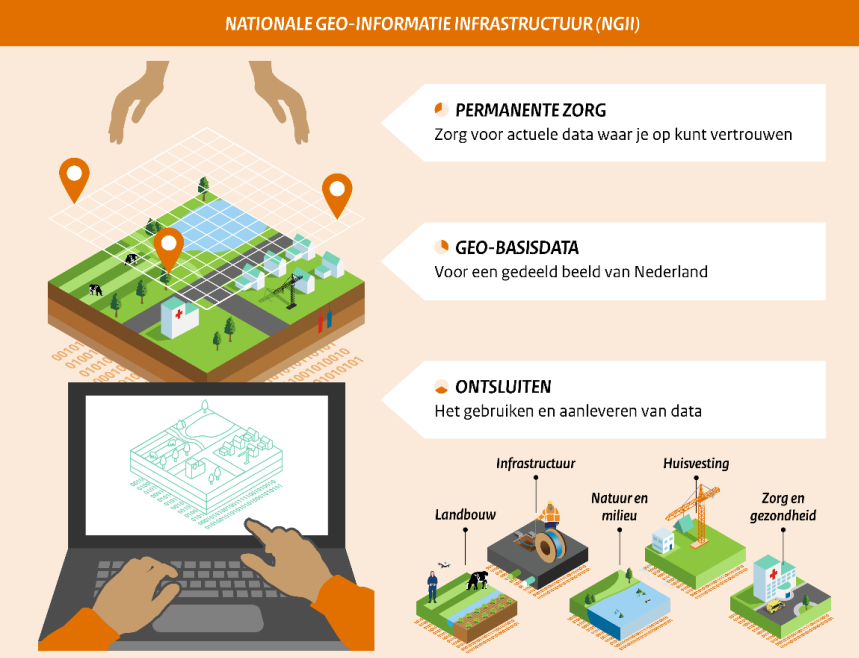 NATIONALE GEO-INFORMATIE INFRASTRUCTUUR (NGII)
PERMANENTE ZORG
Zorg voor actuele data waar je op kunt vertrouwen
GEO-BASISDATA
Voor een gedeeld beeld van Nederland
ONTSLUITEN
Het gebruiken en aanleveren van data
Infrastructuur
Huisvesting
Landbouw
Natuur en
milieu
Zorg en
gezondheid